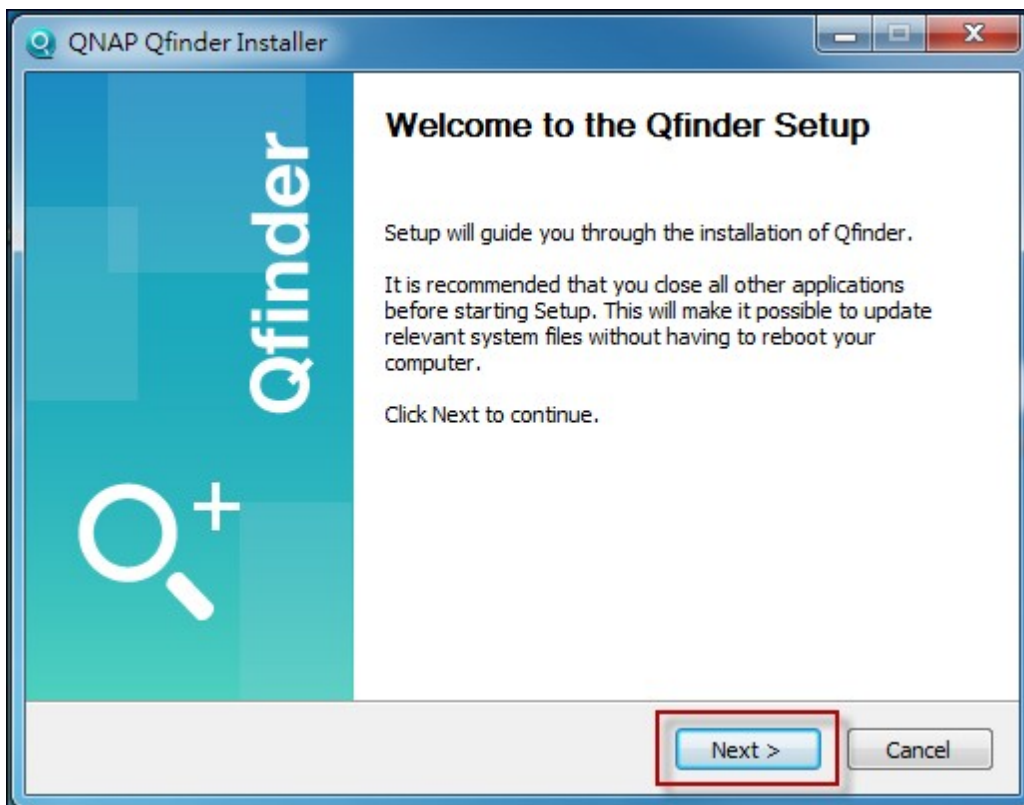 QNAP Qfinder Installer
Qfinder
Welcome to the Qfinder Setup
Setup will guide you through the installation of Qfinder.
It is recommended that you close all other applications
before starting Setup. This will make it possible to update
relevant system files without having to reboot your
computer.
Click Next to continue.
Next >
Cancel